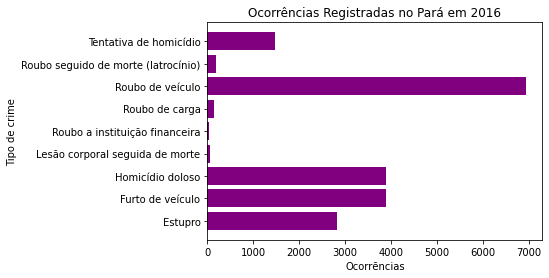 Ocorrências Registradas no Pará em 2016
Tipo de crime
Tentativa de homicídio
Roubo seguido de morte (latrocínio)
Roubo de veículo
Roubo de carga
Roubo a instituição financeira
Lesão corporal seguida de morte
Homicídio doloso
Furto de veículo
Estupro
0 1000 2000 3000 4000 5000 6000 7000
Ocorrências